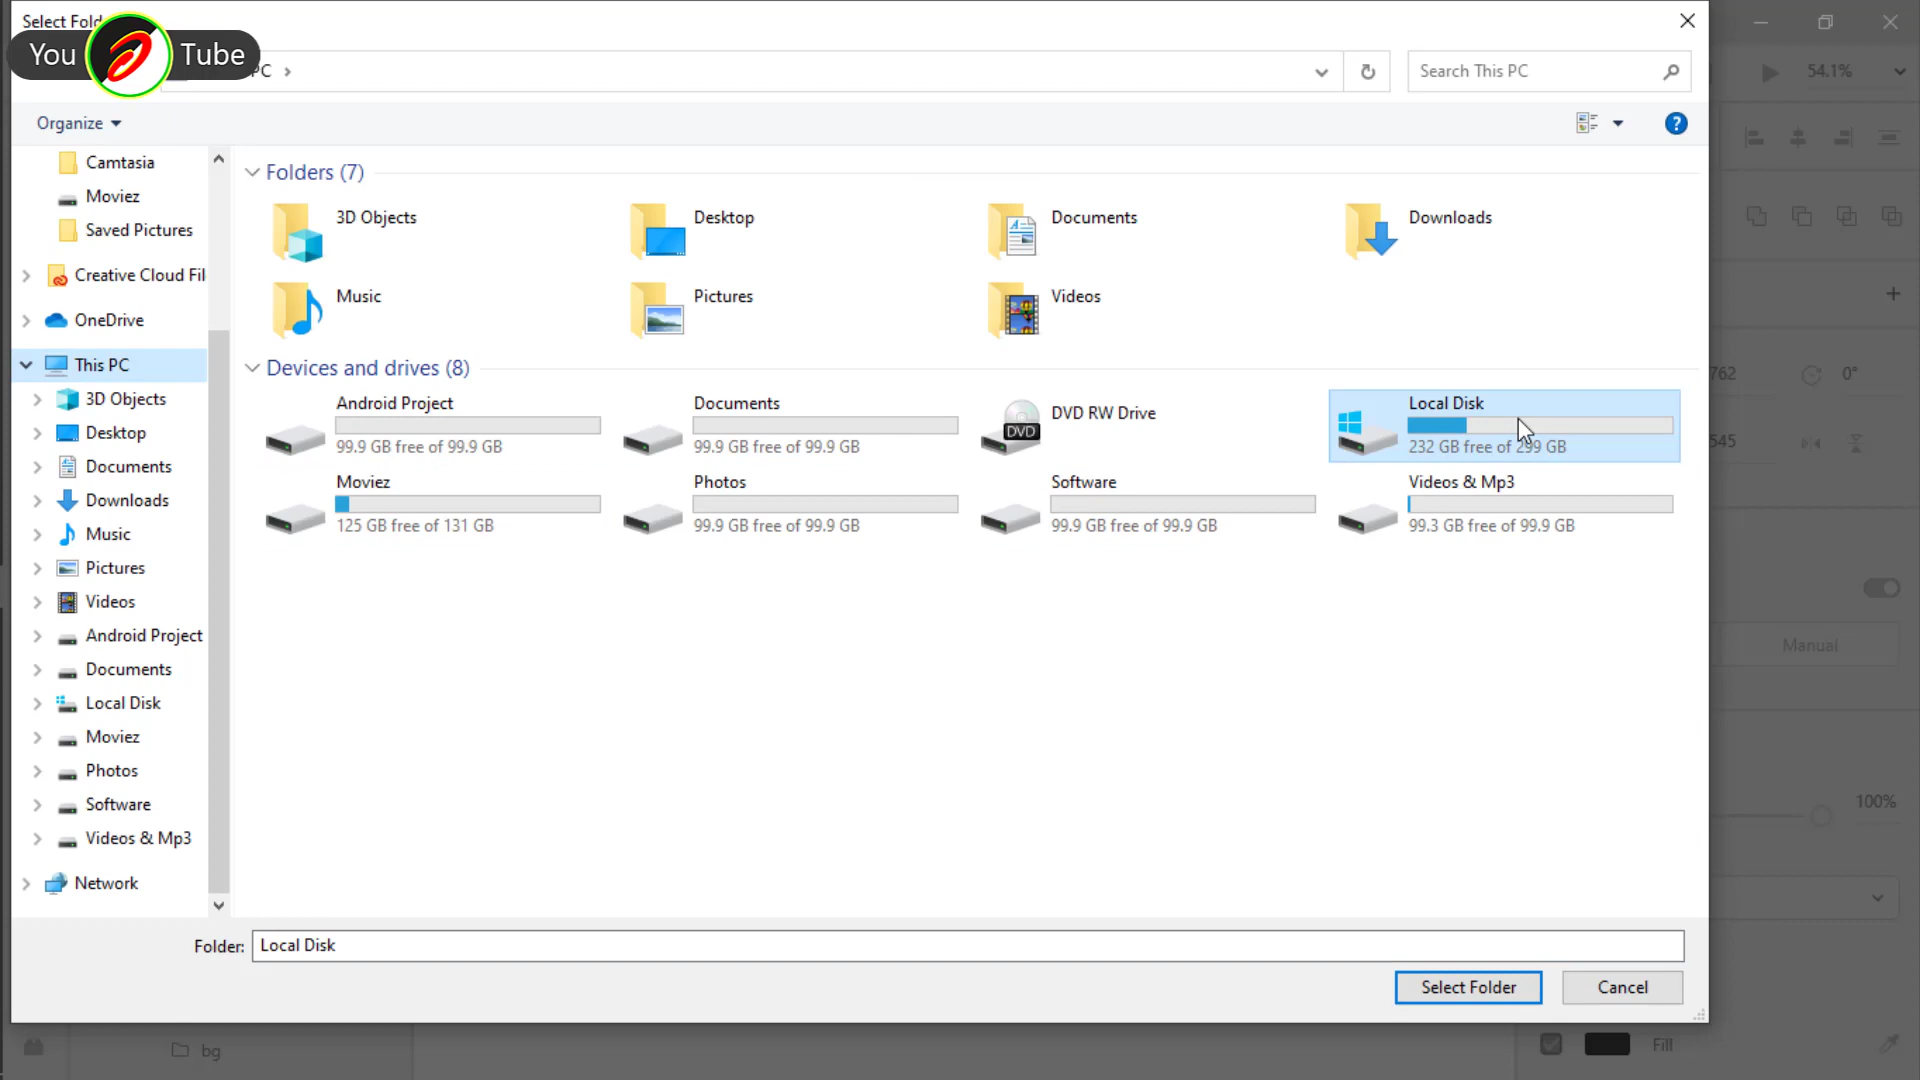 Select Fold
You Tube
PC
Search This PC
54.1%
Organize
Camtasia
Moviez
Saved Pictures
Creative Cloud Fil
OneDrive
This PC
3D Objects
Desktop
Documents
Downloads
Music
Pictures
Videos
Android Project
Documents
Local Disk
Moviez
Photos
Software
Videos & Mp3
Network
Folders (7)
3D Objects
Desktop
Documents
Downloads
Music
Pictures
Videos
Devices and drives (8)
Android Project
99.9 GB free of 99.9 GB
Documents
99.9 GB free of 99.9 GB
DVD RW Drive
DVD
Local Disk
232 GB free of 299 GB
Moviez
125 GB free of 131 GB
Photos
99.9 GB free of 99.9 GB
Software
99.9 GB free of 99.9 GB
Videos & Mp3
99.3 GB free of 99.9 GB
762
0°
545
Manual
100%
Folder: Local Disk
Select Folder
Cancel
bg
Fill